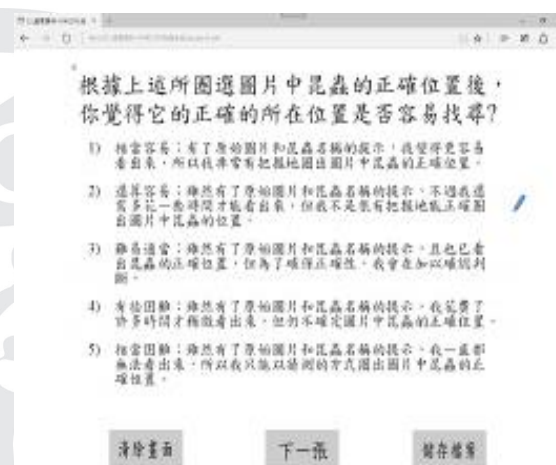 根據上述所圈選圖片中昆蟲的正確位置後，
你覺得它的正確的所在位置是否容易找尋?
1) 相當容易：有了原始圖片和昆蟲名稱的提示，我覺得更容易
看出來，所以我非常有把握地圈出圖片中昆蟲的正確位置。
2) 還算容易：雖然有了原始圖片和昆蟲名稱的提示，不過我還
需多花一些時間才能看出來，但我不是很有把握地能正確圈
出圖片中昆蟲的位置。
3) 難易適當：雖然有了原始圖片和昆蟲名稱的提示，且也已看
出昆蟲的正確位置，但為了確保正確性，我會在加以確認判
斷。
4) 有些困難：雖然有了原始圖片和昆蟲名稱的提示，我花費了
許多時間才稍微看出來，但仍不確定圖片中昆蟲的正確位置。
5) 相當困難：雖然有了原始圖片和昆蟲名稱的提示，我一直都
無法看出來，所以我只能以猜測的方式圈出圖片中昆蟲的正
確位置。
清除畫面
下一張
儲存檔案